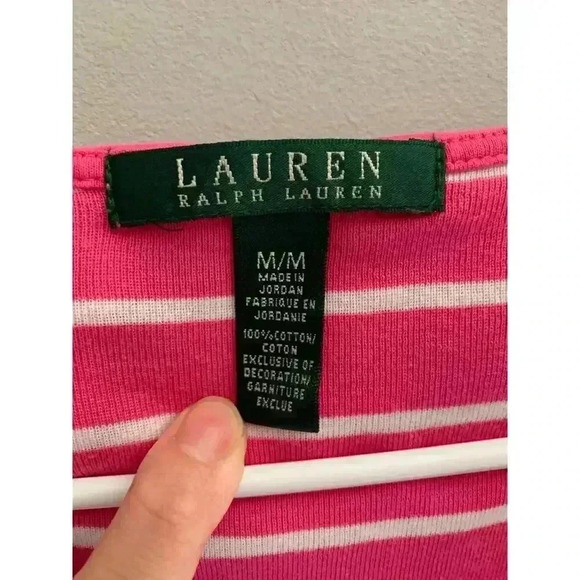 LAUREN
RALPH LAUREN
M/M
MADE IN
JORDAN
FABRIQUE EN
JORDANIE
100%COTTON/
COTON
EXCLUSIVE OF
DECORATION/
GARNITURE
EXCLUE